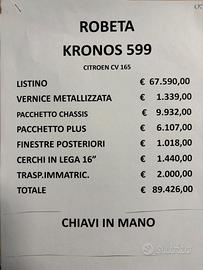 ROBETA
KRONOS 599
CITROEN CV 165
LISTINO € 67.590,00
VERNICE METALLIZZATA € 1.339,00
PACCHETTO CHASSIS € 9.932,00
PACCHETTO PLUS € 6.107,00
FINESTRE POSTERIORI € 1.018,00
CERCHI IN LEGA 16” € 1.440,00
TRASP.IMMATRIC. € 2.000,00
TOTALE € 89.426,00
CHIAVI IN MANO
subito.it